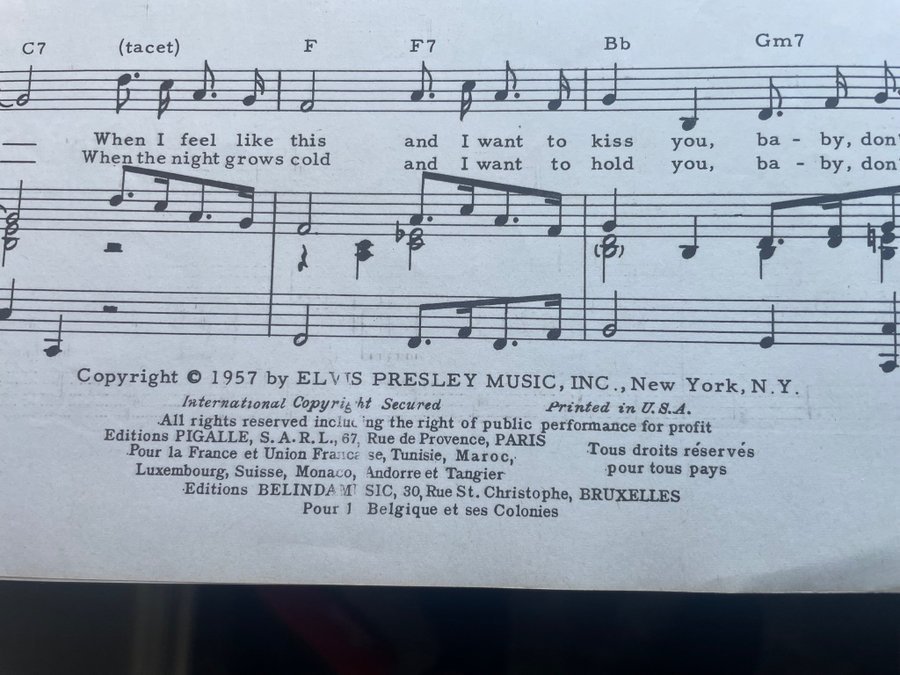 C7 (tacet) F F7 Bb Gm7
When I feel like this and I want to kiss you, ba - by, don'
When the night grows cold and I want to hold you, ba - by, don'
Copyright © 1957 by ELVIS PRESLEY MUSIC, INC., New York, N.Y.
International Copyright Secured Printed in U.S.A.
All rights reserved including the right of public performance for profit
Editions PIGALLE, S.A.R.L., 67, Rue de Provence, PARIS
Pour la France et Union Francaise, Tunisie, Maroc,
Tous droits réservés
Luxembourg, Suisse, Monaco, Andorre et Tangier
pour tous pays
Editions BELINDA MUSIC, 30, Rue St. Christophe, BRUXELLES
Pour l Belgique et ses Colonies